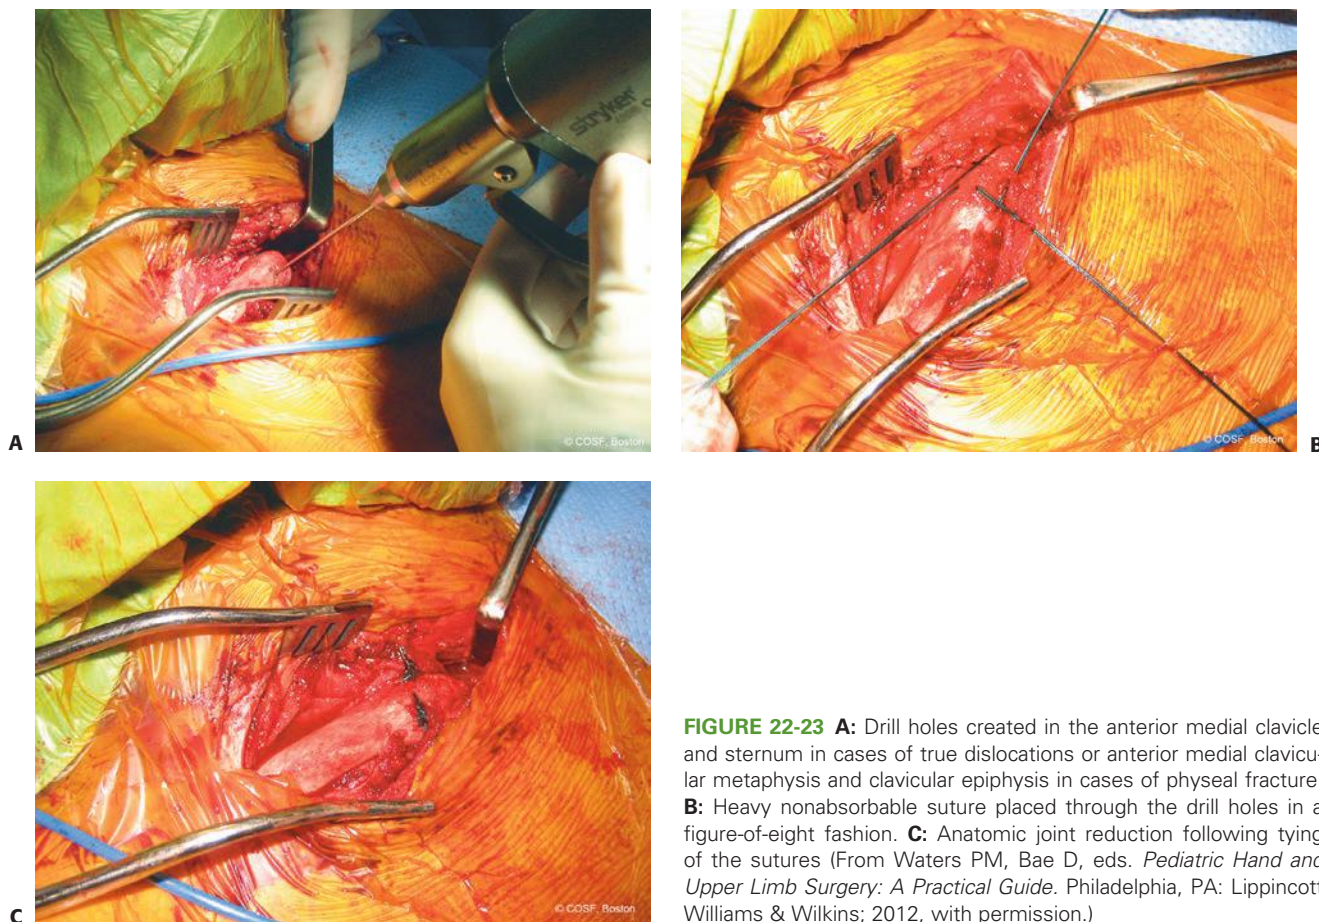 stryker
© COSF, Boston
A
© COSF, Boston
B
© COSF, Boston
C
FIGURE 22-23 A: Drill holes created in the anterior medial clavicle
and sternum in cases of true dislocations or anterior medial clavicu-
lar metaphysis and clavicular epiphysis in cases of physeal fracture
B: Heavy nonabsorbable suture placed through the drill holes in a
figure-of-eight fashion. C: Anatomic joint reduction following tying
of the sutures (From Waters PM, Bae D, eds. Pediatric Hand and
Upper Limb Surgery: A Practical Guide. Philadelphia, PA: Lippincott
Williams & Wilkins; 2012, with permission.)